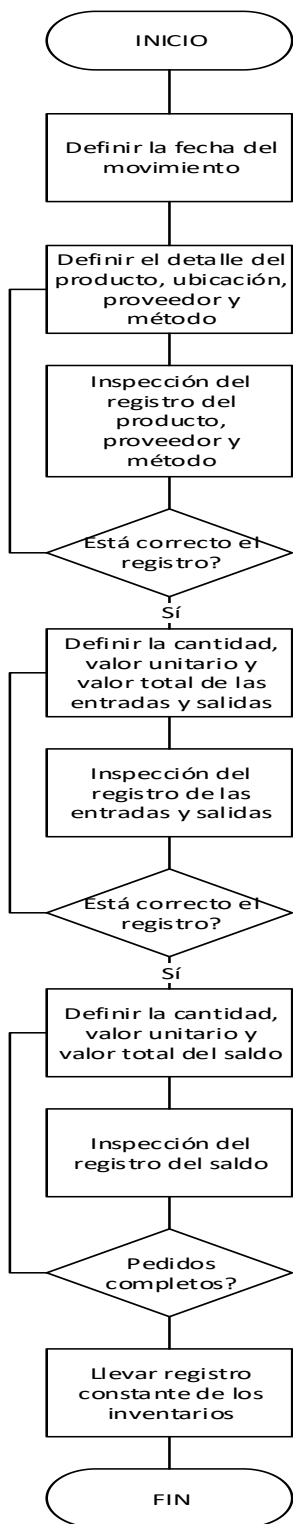 INICIO
Definir la fecha del
movimiento
Definir el detalle del
producto, ubicación,
proveedor y
método
Inspección del
registro del
producto,
proveedor y
método
Está correcto el
registro?
Sí
Definir la cantidad,
valor unitario y
valor total de las
entradas y salidas
Inspección del
registro de las
entradas y salidas
Está correcto el
registro?
Sí
Definir la cantidad,
valor unitario y
valor total del saldo
Inspección del
registro del saldo
Pedidos
completos?
Llevar registro
constante de los
inventarios
FIN